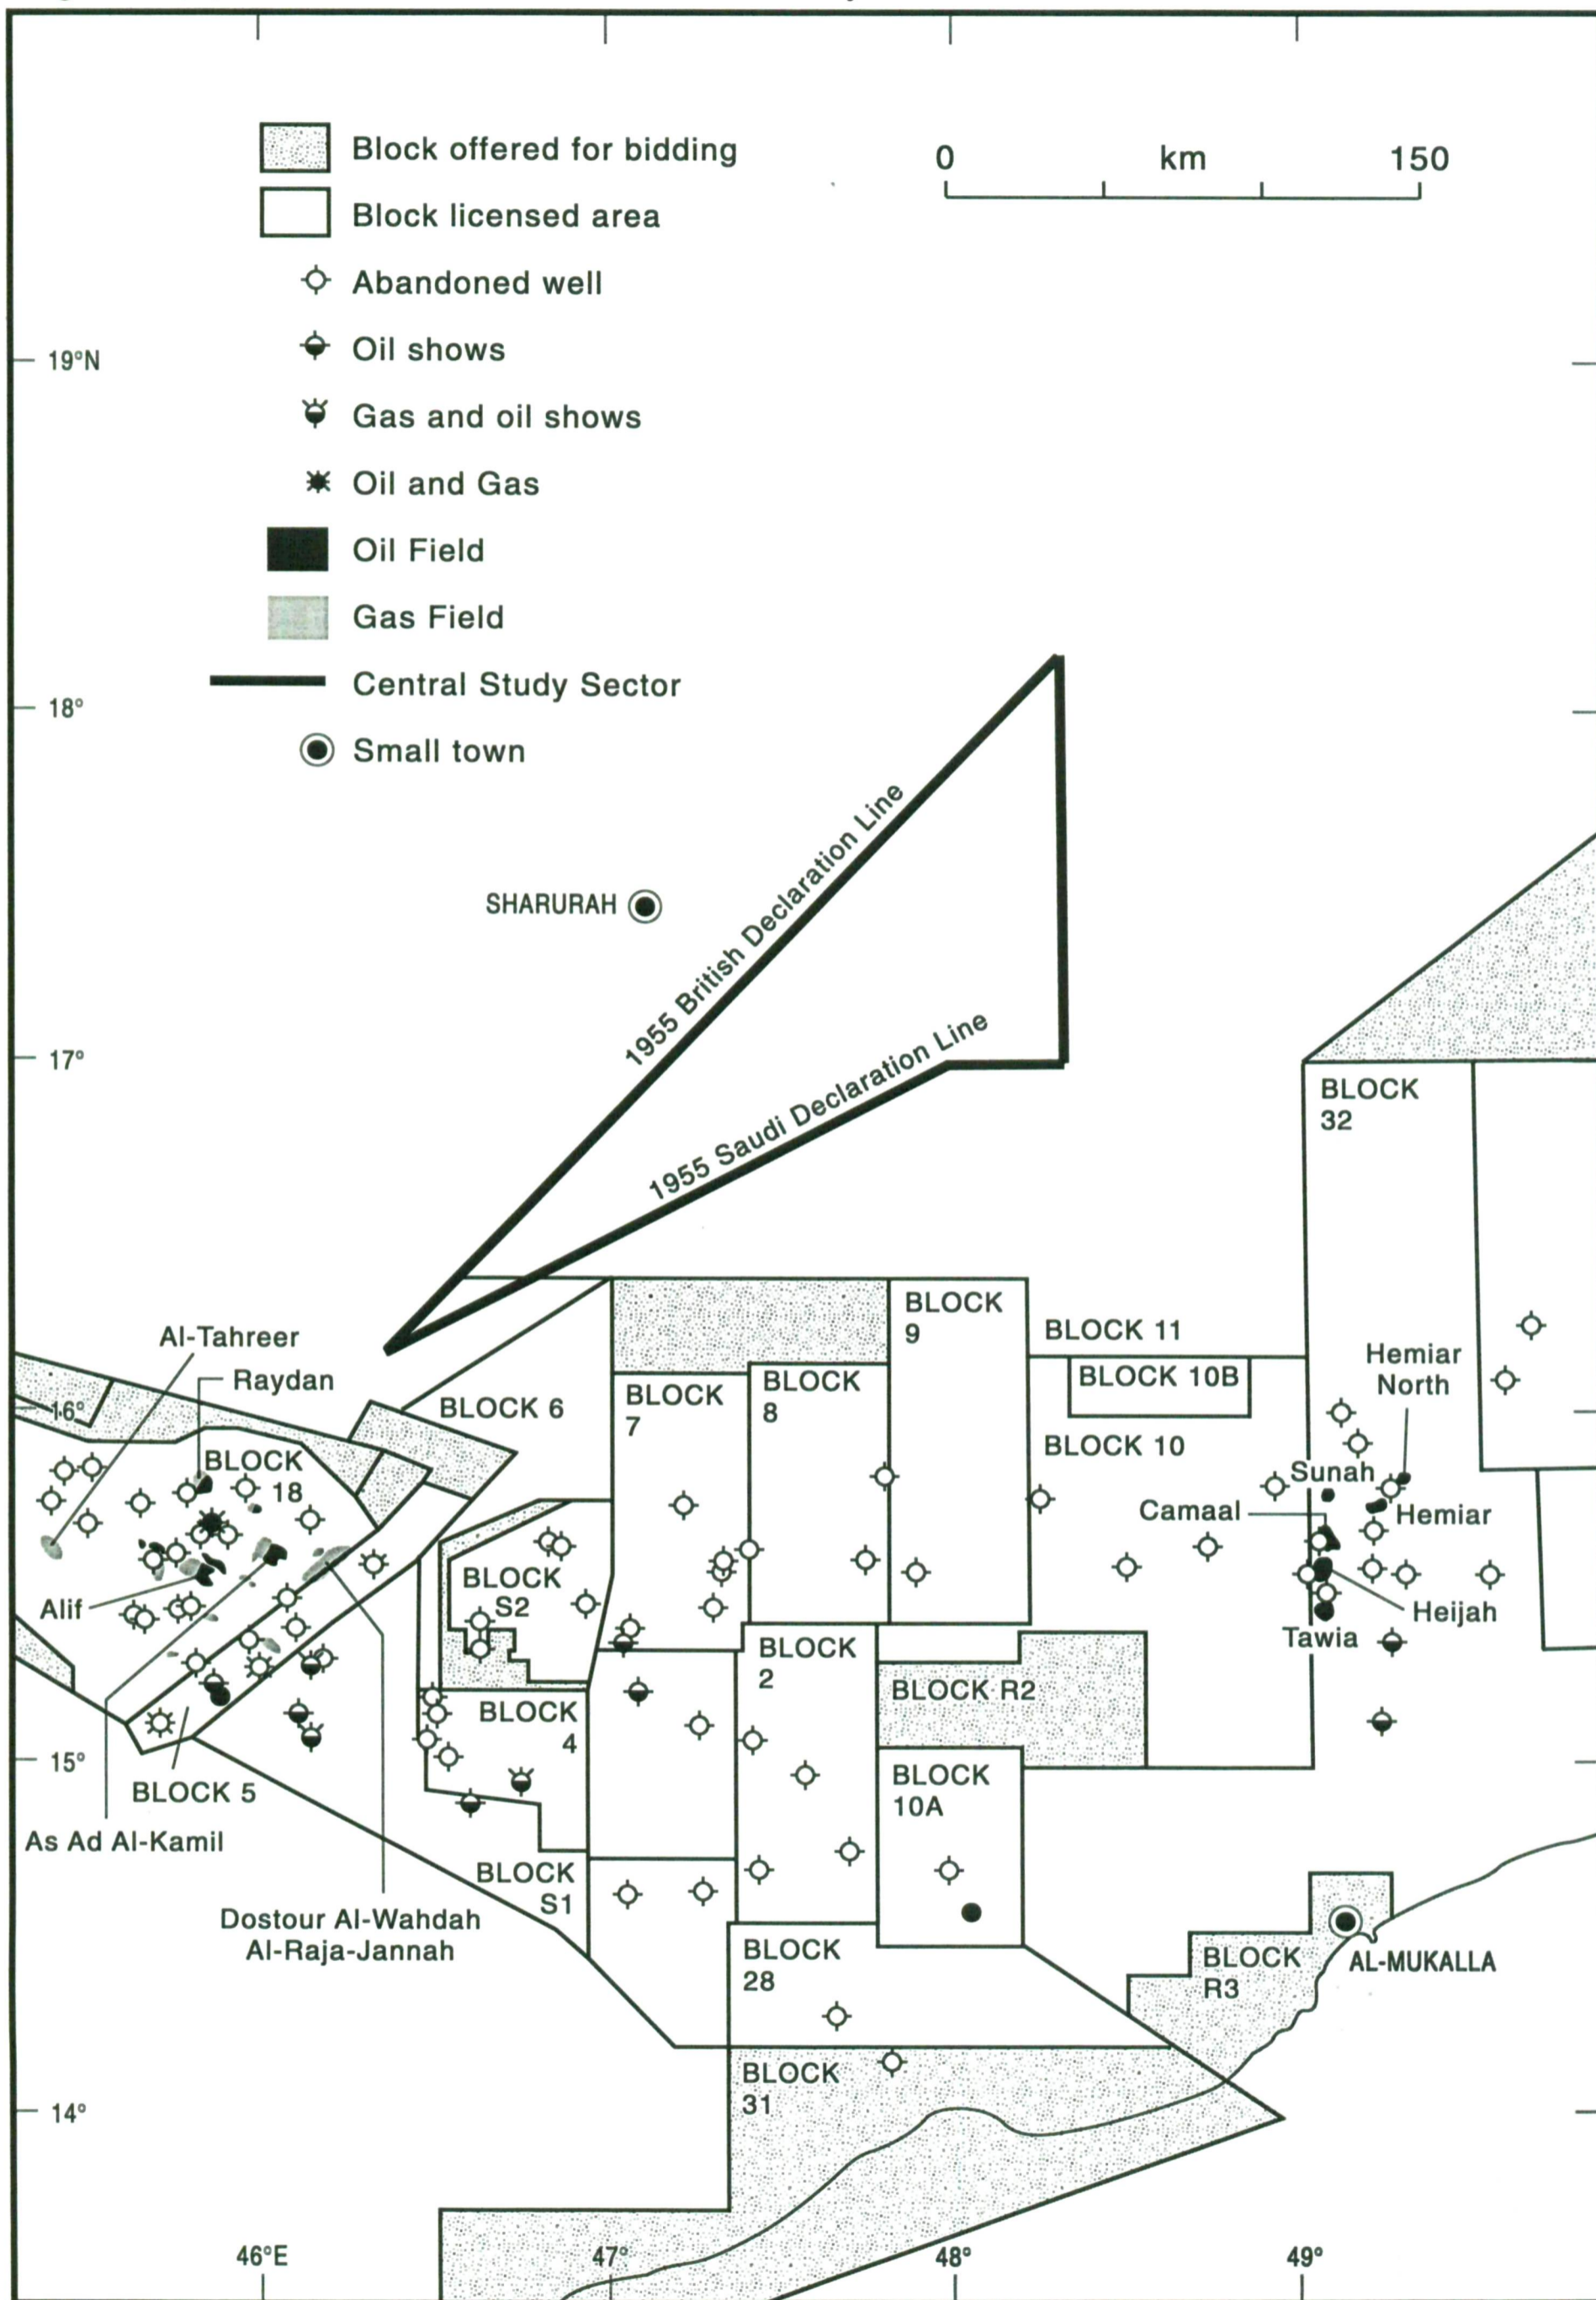 Block offered for bidding
Block licensed area
Abandoned well
Oil shows
Gas and oil shows
Oil and Gas
Oil Field
Gas Field
Central Study Sector
Small town
0 km 150
19°N
18°
17°
16°
15°
14°
SHARURAH
1955 British Declaration Line
1955 Saudi Declaration Line
BLOCK
32
Al-Tahreer
Raydan
BLOCK
18
BLOCK 6
BLOCK
7
BLOCK
8
BLOCK
9
BLOCK 11
BLOCK 10B
BLOCK 10
Hemiar
North
Sunah
Camaal
Hemiar
Heijah
Tawia
Alif
BLOCK
S2
BLOCK
2
BLOCK R2
BLOCK
4
BLOCK 5
BLOCK
10A
As Ad Al-Kamil
BLOCK
S1
Dostour Al-Wahdah
Al-Raja-Jannah
BLOCK
28
BLOCK
R3
AL-MUKALLA
BLOCK
31
46°E
47°
48°
49°